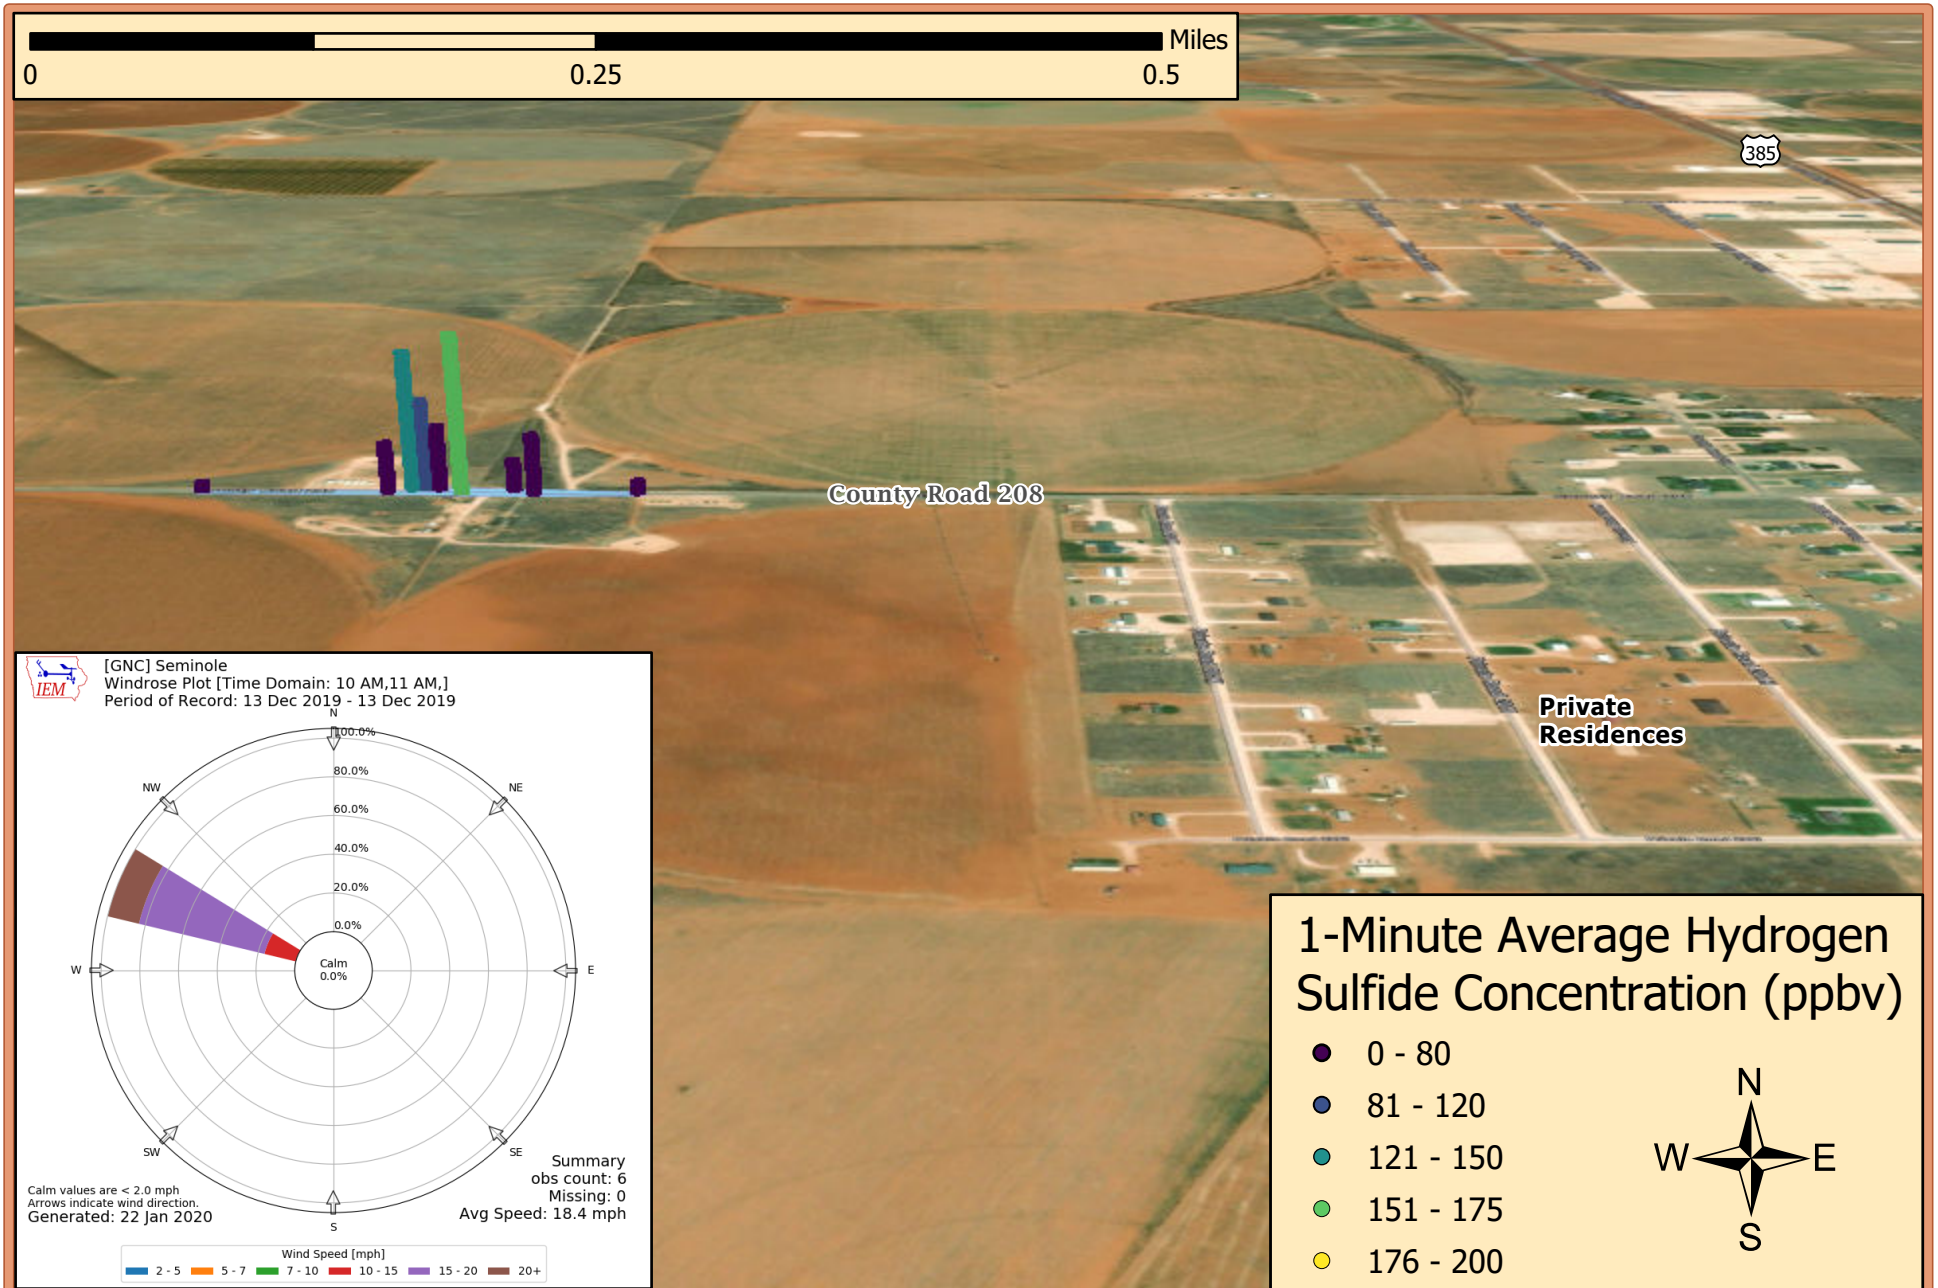 Miles
0 0.25 0.5
385
County Road 208
Private
Residences
IEM
[GNC] Seminole
Windrose Plot [Time Domain: 10 AM,11 AM,]
Period of Record: 13 Dec 2019 - 13 Dec 2019
N
100.0%
80.0%
60.0%
40.0%
20.0%
0.0%
NW
NE
W
Calm
0.0%
E
SW
SE
S
Summary
obs count: 6
Missing: 0
Avg Speed: 18.4 mph
Calm values are < 2.0 mph
Arrows indicate wind direction.
Generated: 22 Jan 2020
Wind Speed [mph]
2 - 5 5 - 7 7 - 10 10 - 15 15 - 20 20+
1-Minute Average Hydrogen
Sulfide Concentration (ppbv)
0 - 80
81 - 120
121 - 150
151 - 175
176 - 200
N
W E
S